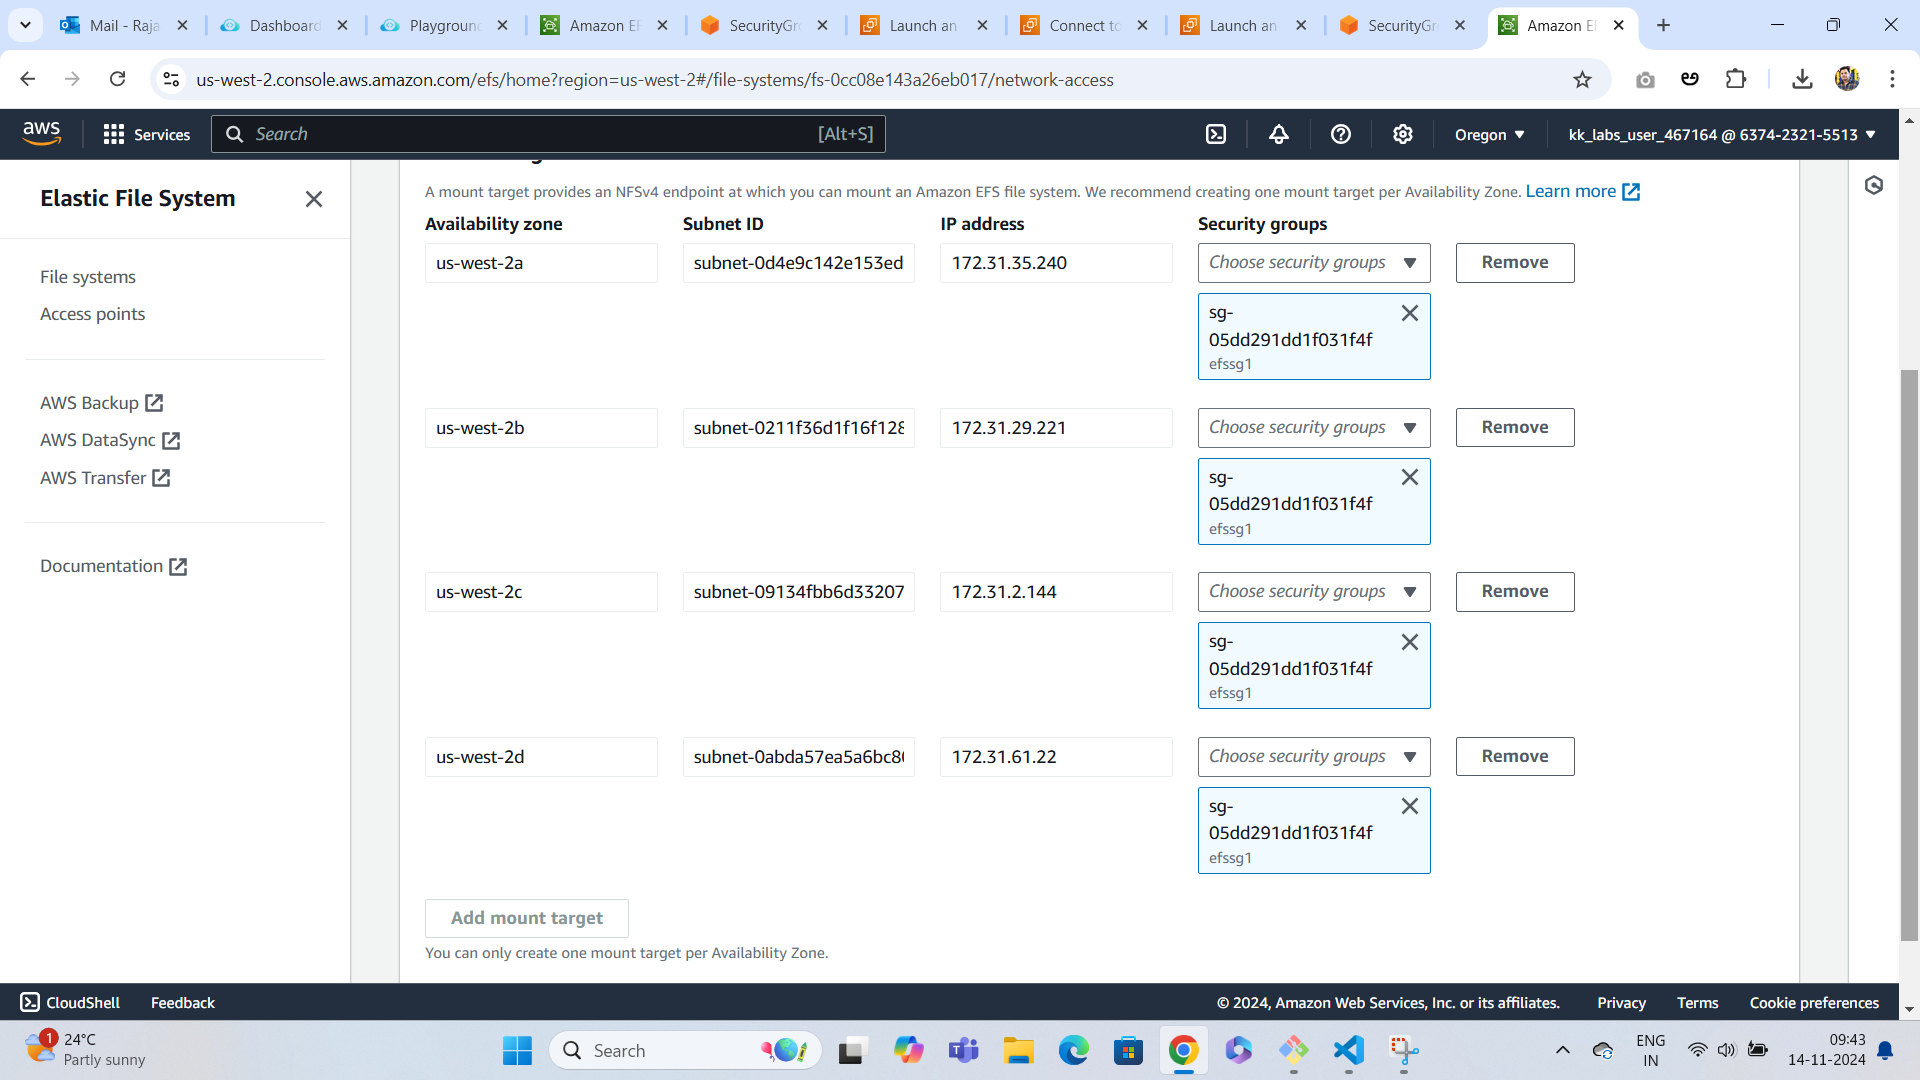 Mail - Raja
Dashboard
Playground
Amazon EF
SecurityGro
Launch an
Connect to
Launch an
SecurityGro
Amazon EF
us-west-2.console.aws.amazon.com/efs/home?region=us-west-2#/file-systems/fs-0cc08e143a26eb017/network-access
aws
Services
Search
[Alt+S]
Oregon
kk_labs_user_467164 @ 6374-2321-5513
Elastic File System
File systems
Access points
AWS Backup
AWS DataSync
AWS Transfer
Documentation
A mount target provides an NFSv4 endpoint at which you can mount an Amazon EFS file system. We recommend creating one mount target per Availability Zone. Learn more
Availability zone Subnet ID IP address Security groups
us-west-2a subnet-0d4e9c142e153ed 172.31.35.240 Choose security groups Remove
sg-
05dd291dd1f031f4f
efssg1
us-west-2b subnet-0211f36d1f16f128 172.31.29.221 Choose security groups Remove
sg-
05dd291dd1f031f4f
efssg1
us-west-2c subnet-09134fbb6d33207 172.31.2.144 Choose security groups Remove
sg-
05dd291dd1f031f4f
efssg1
us-west-2d subnet-0abda57ea5a6bc80 172.31.61.22 Choose security groups Remove
sg-
05dd291dd1f031f4f
efssg1
Add mount target
You can only create one mount target per Availability Zone.
CloudShell Feedback © 2024, Amazon Web Services, Inc. or its affiliates. Privacy Terms Cookie preferences
1
24°C
Partly sunny
Search
ENG
IN
09:43
14-11-2024